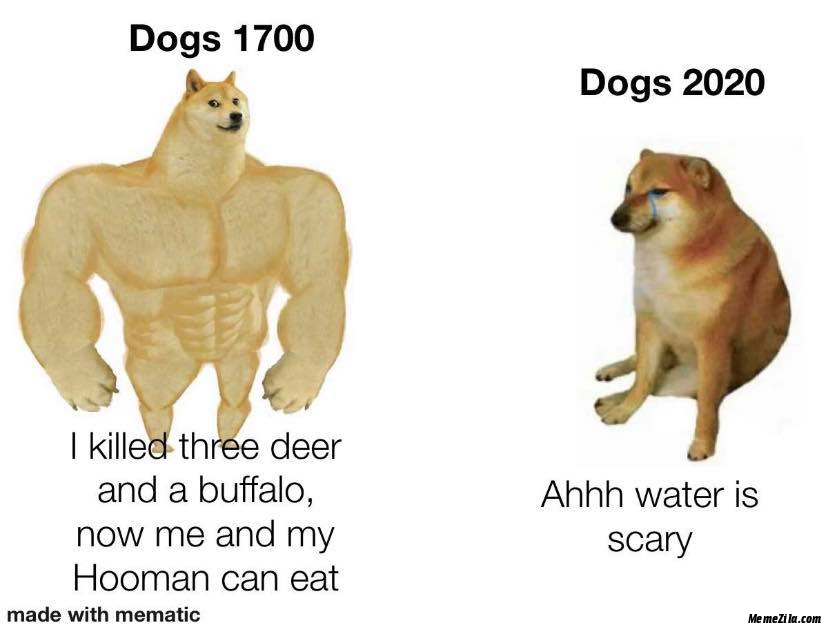 Dogs 1700
Dogs 2020
I killed three deer
and a buffalo,
now me and my
Hooman can eat
Ahhh water is
scary
made with mematic
MemeZila.com